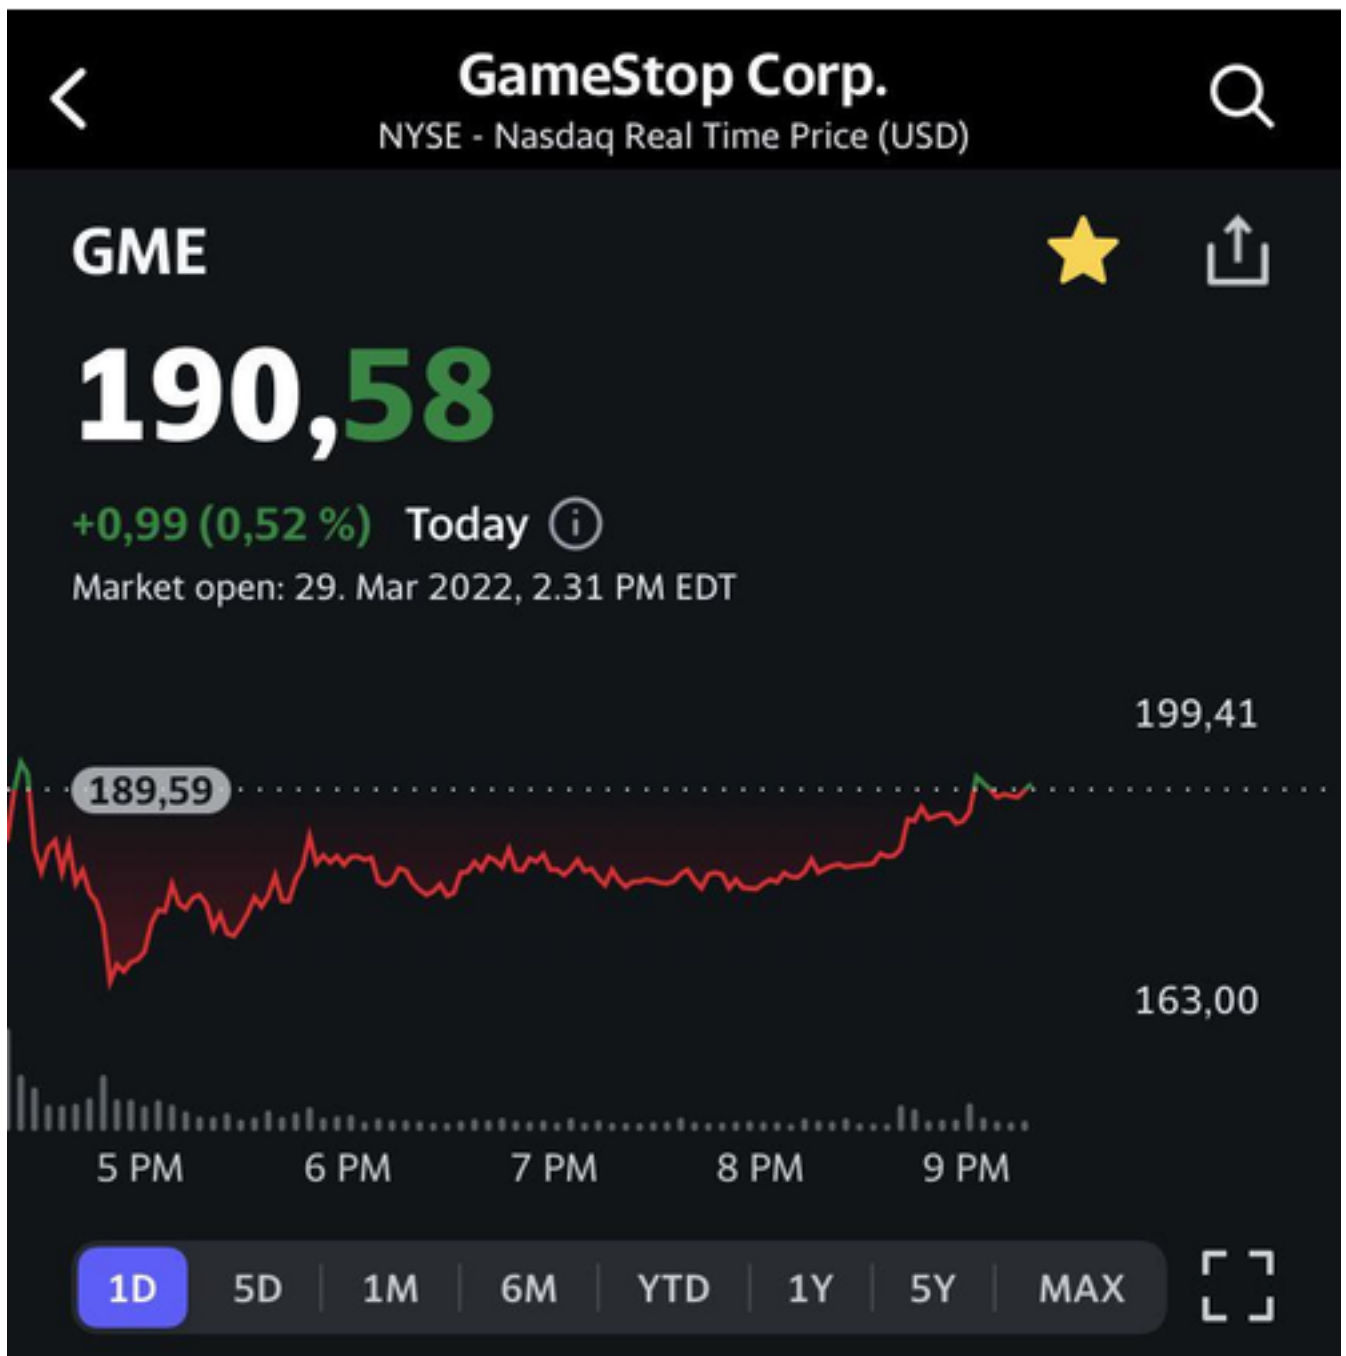 GameStop Corp.
NYSE - Nasdaq Real Time Price (USD)
GME
190,58
+0,99 (0,52 %) Today
Market open: 29. Mar 2022, 2.31 PM EDT
199,41
189,59
163,00
5 PM 6 PM 7 PM 8 PM 9 PM
1D 5D 1M 6M YTD 1Y 5Y MAX